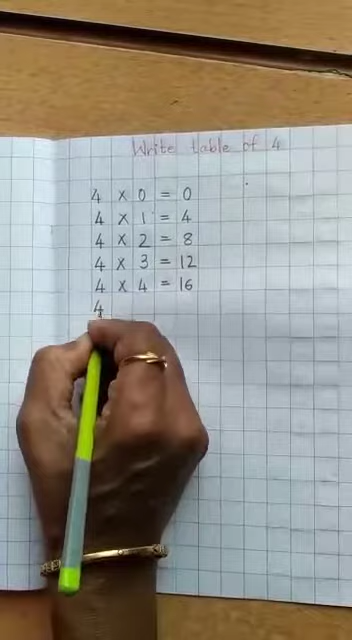 Write table of 4
4 x 0 = 0
4 x 1 = 4
4 x 2 = 8
4 x 3 = 12
4 x 4 = 16
4